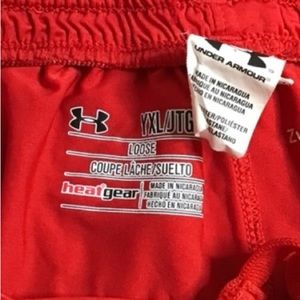 UNDER ARMOUR
MADE IN NICARAGUA
FABRIQUÉ AU NICARAGUA
HECHO EN NICARAGUA
YXL/JTG
LOOSE
COUPE LÂCHE/SUELTO
heatgear
MADE IN NICARAGUA
FABRIQUÉ AU NICARAGUA
HECHO EN NICARAGUA